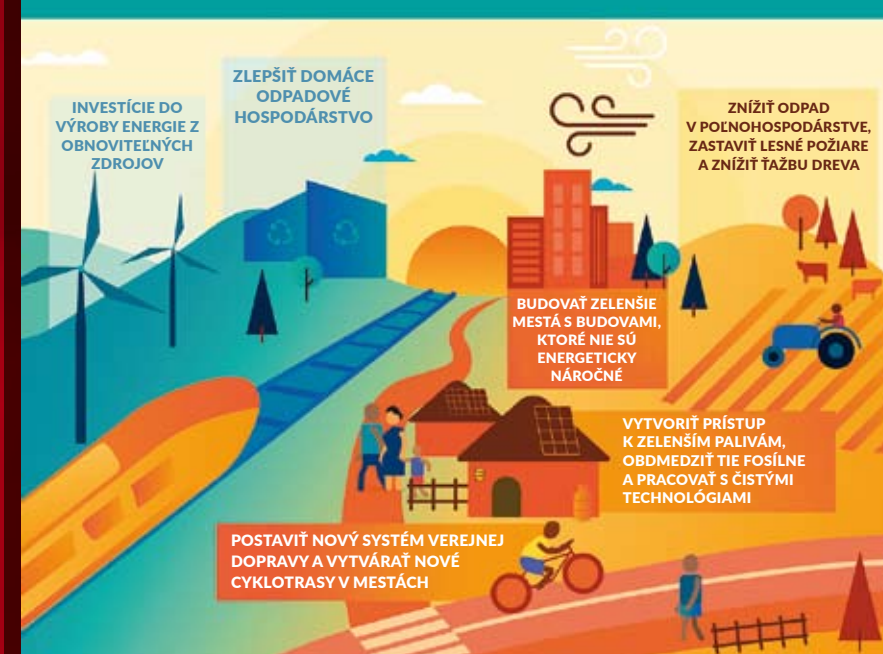 INVESTÍCIE DO
VÝROBY ENERGIE Z
OBNOVITEĽNÝCH
ZDROJOV
ZLEPŠIŤ DOMÁCE
ODPADOVÉ
HOSPODÁRSTVO
ZNÍŽIŤ ODPAD
V POĽNOHOSPODÁRSTVE,
ZASTAVIŤ LESNÉ POŽIARE
A ZNÍŽIŤ ŤAŽBU DREVA
BUDOVAŤ ZELENŠIE
MESTÁ S BUDOVAMI,
KTORÉ NIE SÚ
ENERGETICKY
NÁROČNÉ
VYTVORIŤ PRÍSTUP
K ZELENŠÍM PALIVÁM,
OBDMEDZIŤ TIE FOSÍLNE
A PRACOVAŤ S ČISTÝMI
TECHNOLÓGIAMI
POSTAVIŤ NOVÝ SYSTÉM VEREJNEJ
DOPRAVY A VYTVÁRAŤ NOVÉ
CYKLOTRASY V MESTÁCH